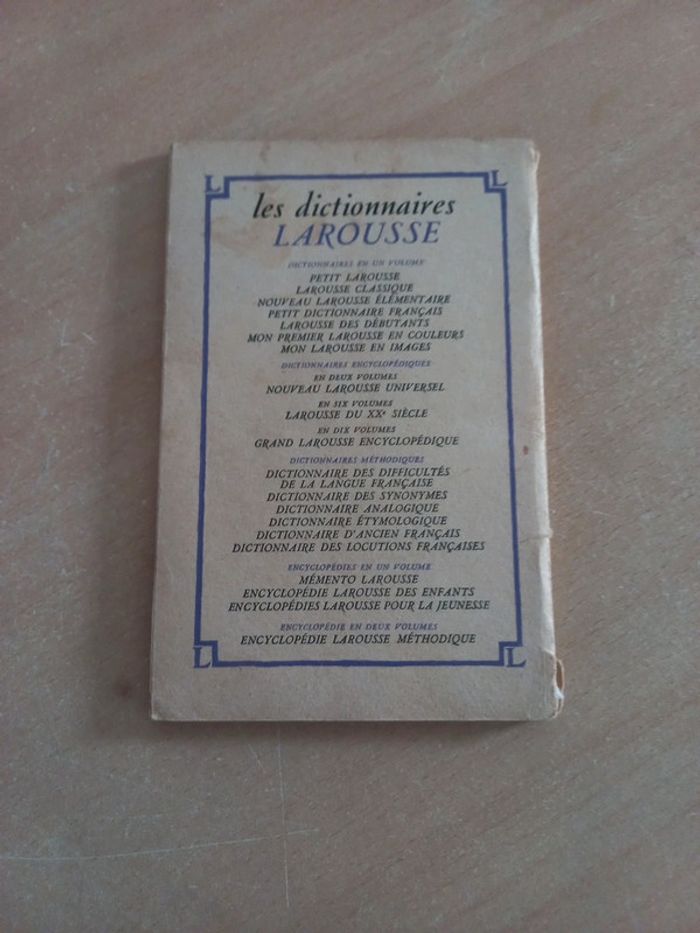 L L
les dictionnaires
LAROUSSE
DICTIONNAIRES EN UN VOLUME
PETIT LAROUSSE
LAROUSSE CLASSIQUE
NOUVEAU LAROUSSE ÉLÉMENTAIRE
PETIT DICTIONNAIRE FRANÇAIS
LAROUSSE DES DÉBUTANTS
MON PREMIER LAROUSSE EN COULEURS
MON LAROUSSE EN IMAGES
DICTIONNAIRES ENCYCLOPÉDIQUES
EN DEUX VOLUMES
NOUVEAU LAROUSSE UNIVERSEL
EN SIX VOLUMES
LAROUSSE DU XXe SIÈCLE
EN DIX VOLUMES
GRAND LAROUSSE ENCYCLOPÉDIQUE
DICTIONNAIRES MÉTHODIQUES
DICTIONNAIRE DES DIFFICULTÉS
DE LA LANGUE FRANÇAISE
DICTIONNAIRE DES SYNONYMES
DICTIONNAIRE ANALOGIQUE
DICTIONNAIRE ÉTYMOLOGIQUE
DICTIONNAIRE D'ANCIEN FRANÇAIS
DICTIONNAIRE DES LOCUTIONS FRANÇAISES
ENCYCLOPÉDIES EN UN VOLUME
MÉMENTO LAROUSSE
ENCYCLOPÉDIE LAROUSSE DES ENFANTS
ENCYCLOPÉDIES LAROUSSE POUR LA JEUNESSE
ENCYCLOPÉDIE EN DEUX VOLUMES
ENCYCLOPÉDIE LAROUSSE MÉTHODIQUE
L L